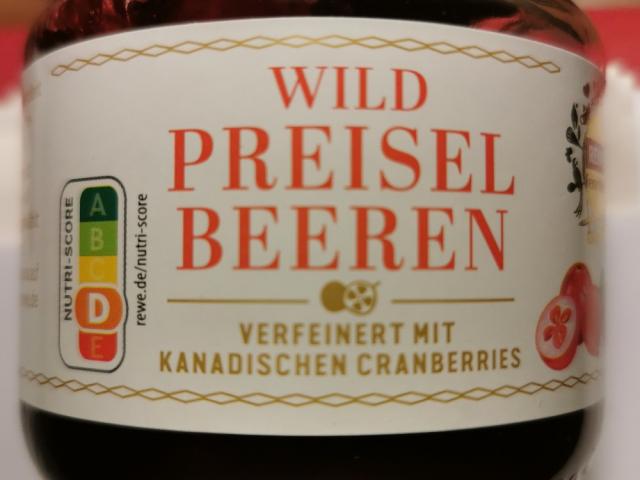 WILD
PREISEL
BEEREN
VERFEINERT MIT
KANADISCHEN CRANBERRIES
NUTRI-SCORE
A
B
C
D
E
rewe.de/nutri-score